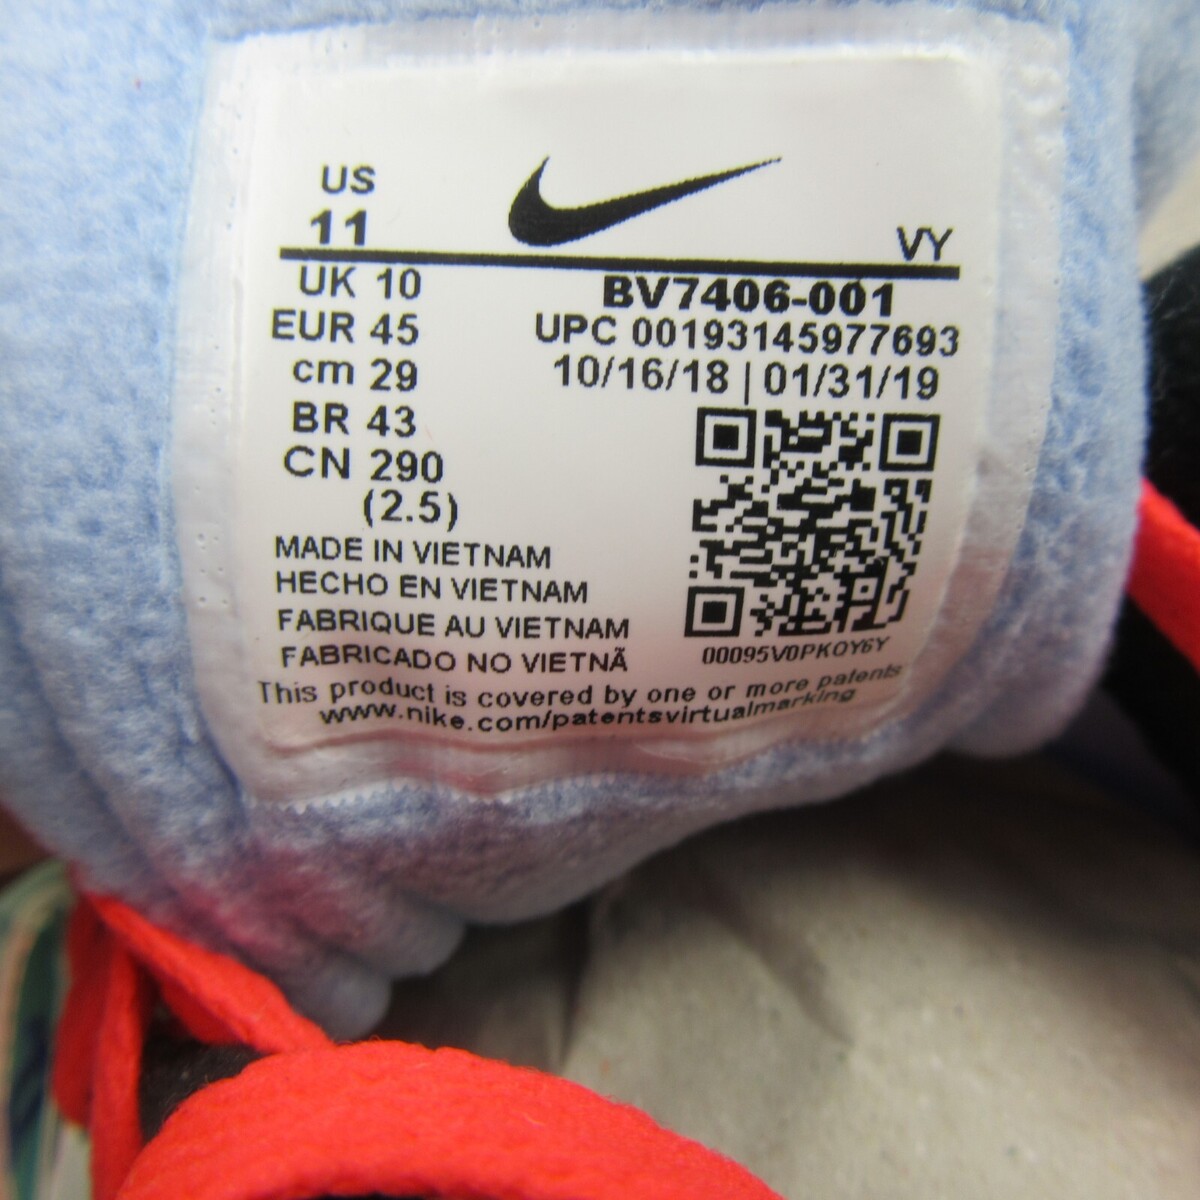 US
11
VY
UK 10
EUR 45
cm 29
BR 43
CN 290
(2.5)
BV7406-001
UPC 00193145977693
10/16/18 | 01/31/19
00095V0PKOY6Y
MADE IN VIETNAM
HECHO EN VIETNAM
FABRIQUE AU VIETNAM
FABRICADO NO VIETNÃ
This product is covered by one or more patents
www.nike.com/patentsvirtualmarking